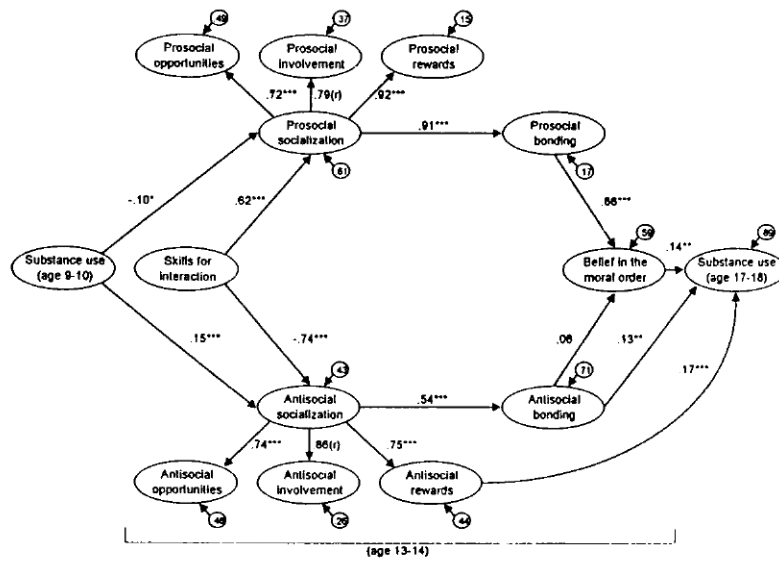 .49
.37
.15
Prosocial
opportunities
Prosocial
involvement
Prosocial
rewards
.72***
.79(r)
.92***
Prosocial
socialization
.91***
Prosocial
bonding
.61
.17
-.10*
.62***
.66***
.59
.89
Substance use
(age 9-10)
Skills for
interaction
Belief in the
moral order
.14**
Substance use
(age 17-18)
.15***
-.74***
.06
.13**
.17***
.43
.71
Antisocial
socialization
.54***
Antisocial
bonding
.74***
.86(r)
.75***
Antisocial
opportunities
Antisocial
involvement
Antisocial
rewards
.46
.26
.44
(age 13-14)